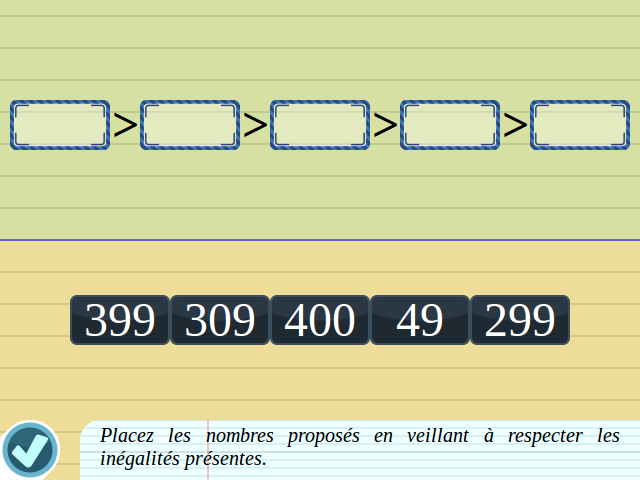 > > > >
399 309 400 49 299
Placez les nombres proposés en veillant à respecter les
inégalités présentes.